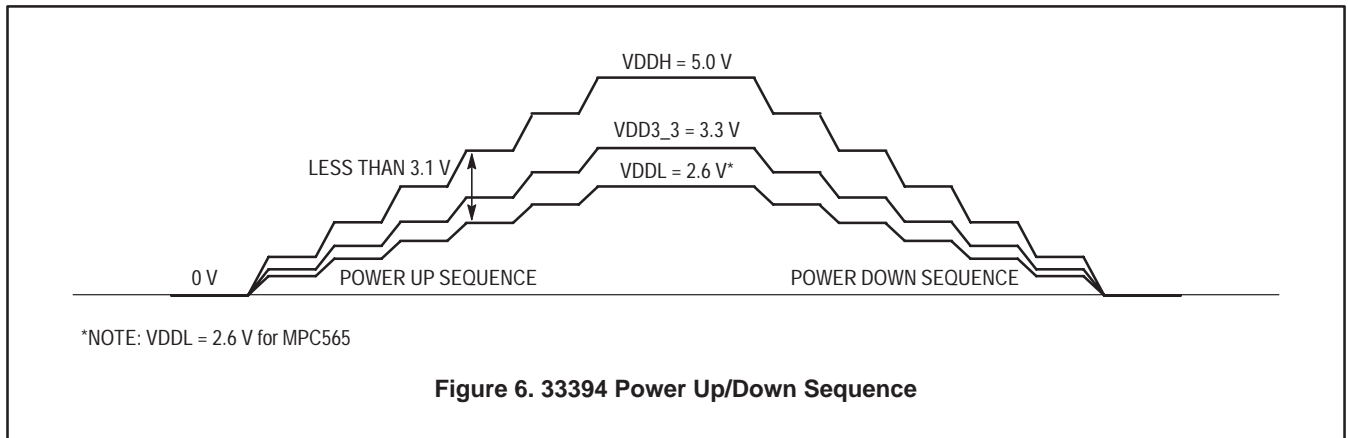 VDDH = 5.0 V
VDD3_3 = 3.3 V
LESS THAN 3.1 V
VDDL = 2.6 V*
0 V
POWER UP SEQUENCE
POWER DOWN SEQUENCE
*NOTE: VDDL = 2.6 V for MPC565
Figure 6. 33394 Power Up/Down Sequence